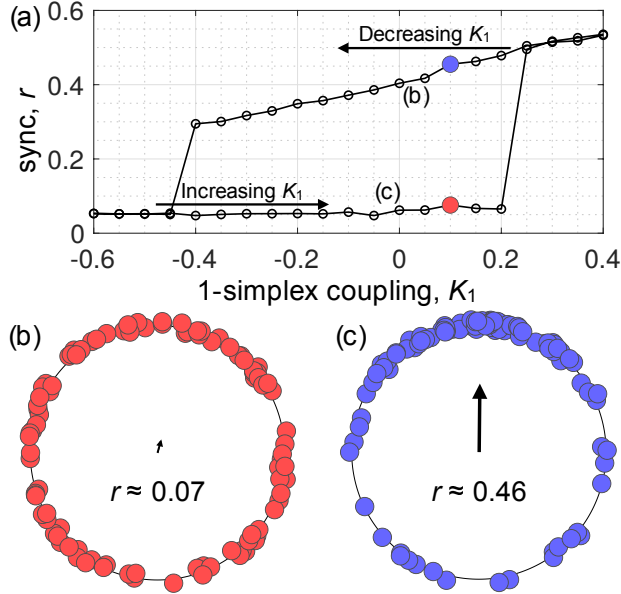 (a)
0.6
0.4
0.2
0
sync, r
Decreasing K1
(b)
Increasing K1
(c)
-0.6 -0.4 -0.2 0 0.2 0.4
1-simplex coupling, K1
(b)
r ≈ 0.07
(c)
r ≈ 0.46